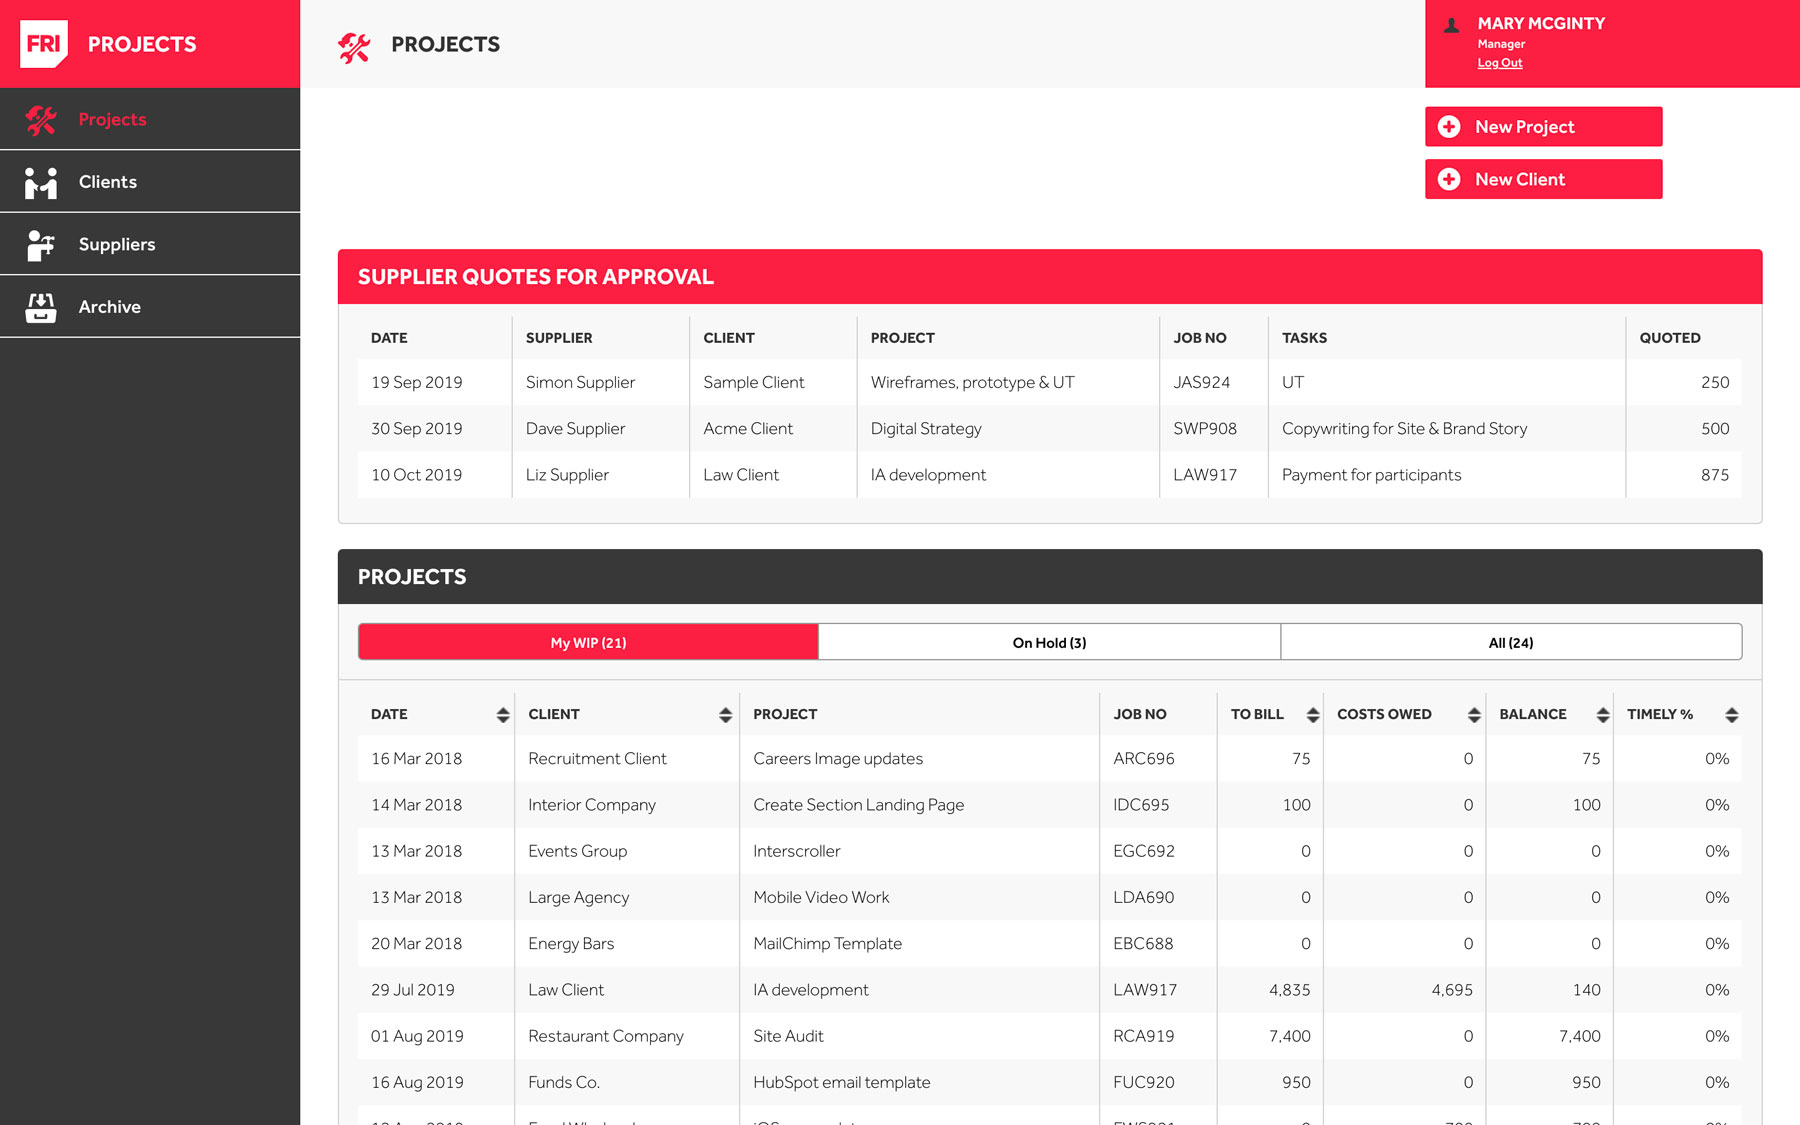 FRI PROJECTS
PROJECTS
MARY MCGINTY
Manager
Log Out
Projects
Clients
Suppliers
Archive
New Project
New Client
SUPPLIER QUOTES FOR APPROVAL
DATE SUPPLIER CLIENT PROJECT JOB NO TASKS QUOTED
19 Sep 2019 Simon Supplier Sample Client Wireframes, prototype & UT JAS924 UT 250
30 Sep 2019 Dave Supplier Acme Client Digital Strategy SWP908 Copywriting for Site & Brand Story 500
10 Oct 2019 Liz Supplier Law Client IA development LAW917 Payment for participants 875
PROJECTS
My WIP (21) On Hold (3) All (24)
DATE CLIENT PROJECT JOB NO TO BILL COSTS OWED BALANCE TIMELY %
16 Mar 2018 Recruitment Client Careers Image updates ARC696 75 0 75 0%
14 Mar 2018 Interior Company Create Section Landing Page IDC695 100 0 100 0%
13 Mar 2018 Events Group Interscroller EGC692 0 0 0 0%
13 Mar 2018 Large Agency Mobile Video Work LDA690 0 0 0 0%
20 Mar 2018 Energy Bars MailChimp Template EBC688 0 0 0 0%
29 Jul 2019 Law Client IA development LAW917 4,835 4,695 140 0%
01 Aug 2019 Restaurant Company Site Audit RCA919 7,400 0 7,400 0%
16 Aug 2019 Funds Co. HubSpot email template FUC920 950 0 950 0%